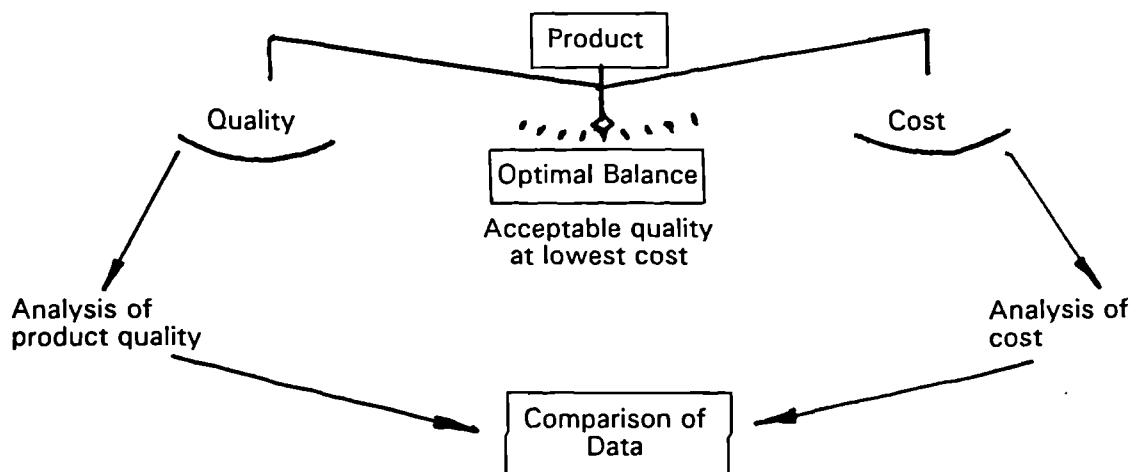 Product
Quality
Cost
Optimal Balance
Acceptable quality
at lowest cost
Analysis of
product quality
Analysis of
cost
Comparison of
Data